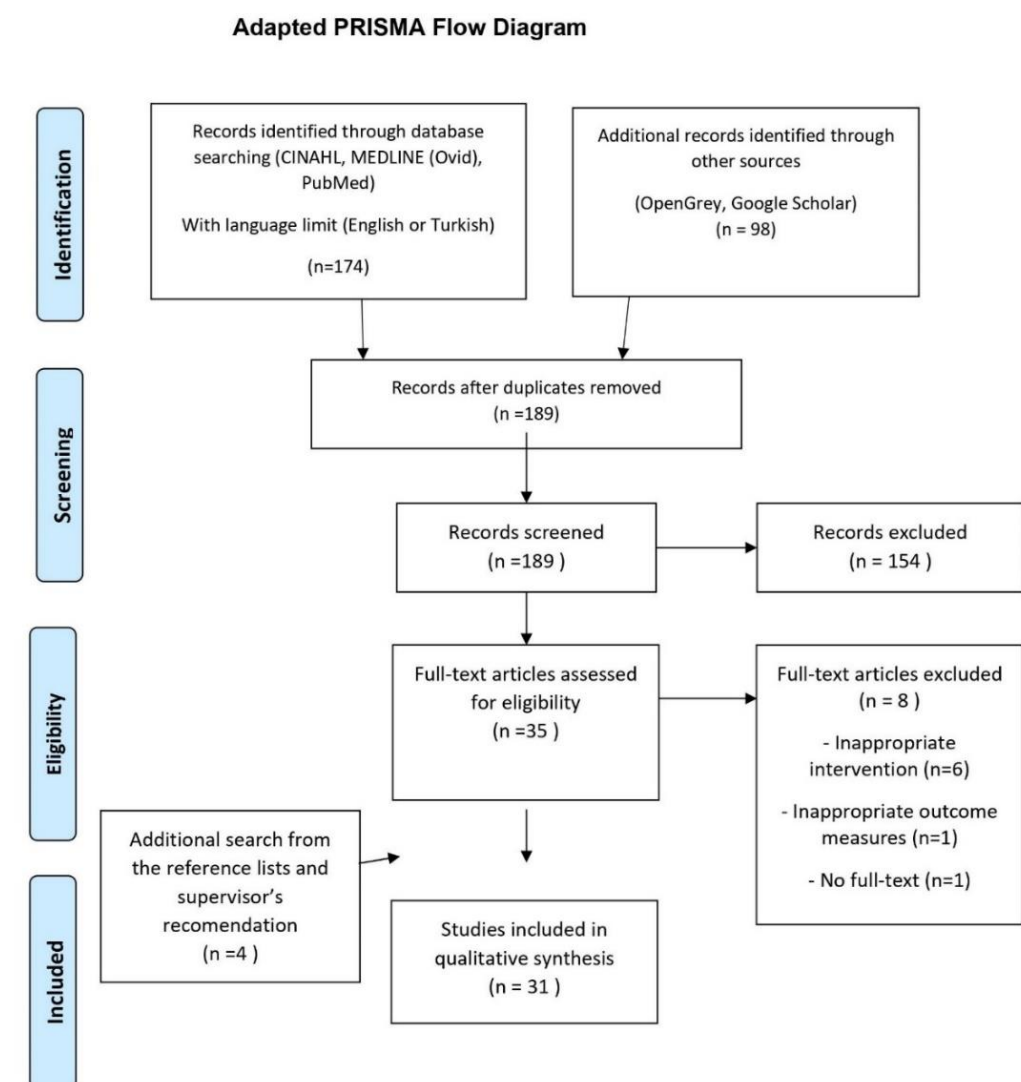 Adapted PRISMA Flow Diagram
Identification
Records identified through database
searching (CINAHL, MEDLINE (Ovid),
PubMed)
With language limit (English or Turkish)
(n=174)
Additional records identified through
other sources
(OpenGrey, Google Scholar)
(n = 98)
Screening
Records after duplicates removed
(n =189)
Records screened
(n =189 )
Records excluded
(n = 154 )
Eligibility
Full-text articles assessed
for eligibility
(n =35 )
Full-text articles excluded
(n = 8 )
- Inappropriate
intervention (n=6)
- Inappropriate outcome
measures (n=1)
- No full-text (n=1)
Additional search from
the reference lists and
supervisor's
recomendation
(n =4 )
Included
Studies included in
qualitative synthesis
(n = 31 )